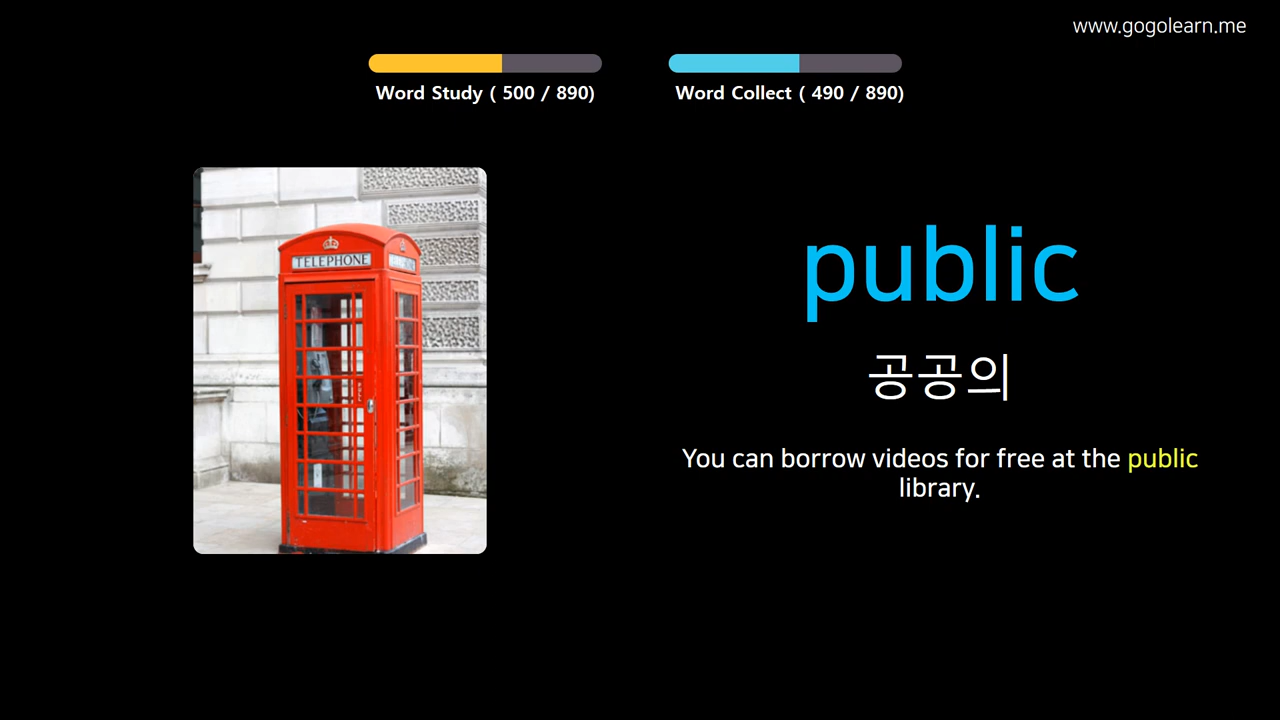 www.gogolearn.me
Word Study ( 500 / 890)
Word Collect ( 490 / 890)
TELEPHONE
public
공공의
You can borrow videos for free at the public
library.